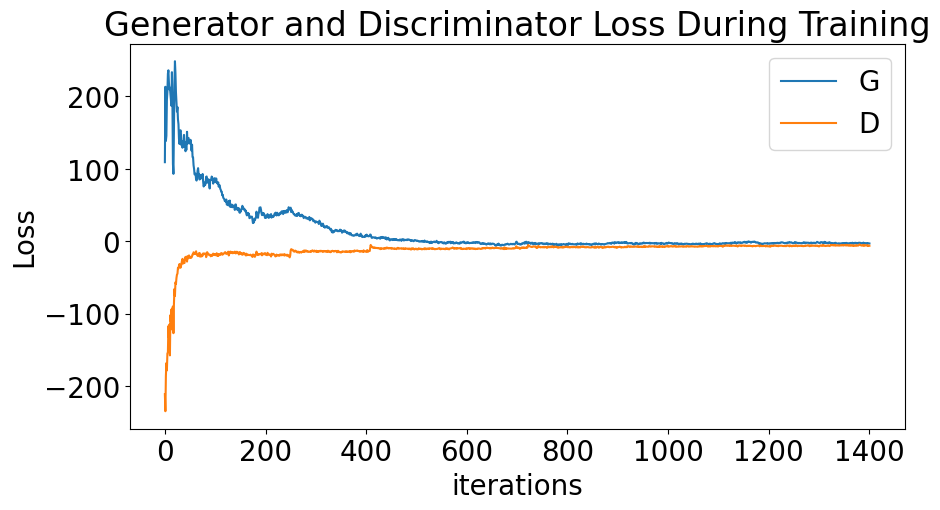 Generator and Discriminator Loss During Training
G
D
200
100
0
−100
−200
Loss
0 200 400 600 800 1000 1200 1400
iterations